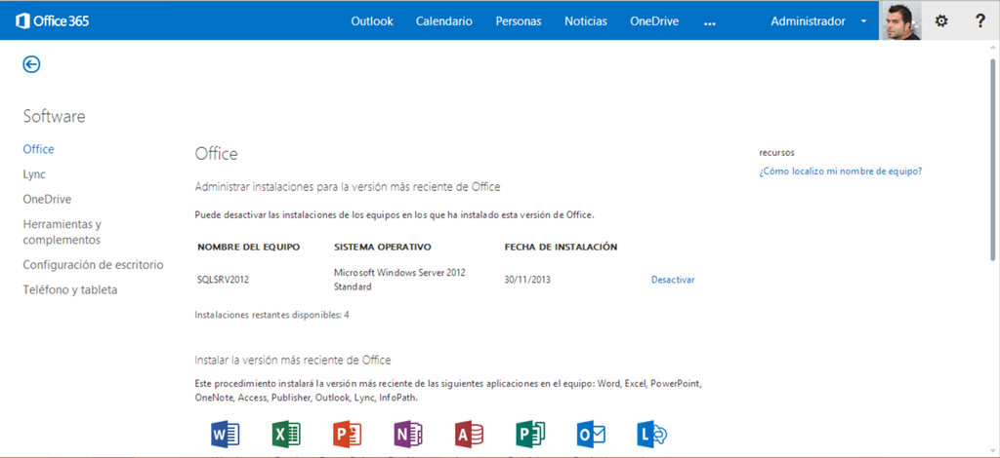 Office 365
Outlook Calendario Personas Noticias OneDrive ... Administrador ?
Software
Office
Lync
OneDrive
Herramientas y
complementos
Configuración de escritorio
Teléfono y tableta
Office
Administrar instalaciones para la versión más reciente de Office
Puede desactivar las instalaciones de los equipos en los que ha instalado esta versión de Office.
NOMBRE DEL EQUIPO SISTEMA OPERATIVO FECHA DE INSTALACIÓN
SQLSRV2012 Microsoft Windows Server 2012
Standard 30/11/2013 Desactivar
Instalaciones restantes disponibles: 4
Instalar la versión más reciente de Office
Este procedimiento instalará la versión más reciente de las siguientes aplicaciones en el equipo: Word, Excel, PowerPoint,
OneNote, Access, Publisher, Outlook, Lync, InfoPath.
recursos
¿Cómo localizo mi nombre de equipo?